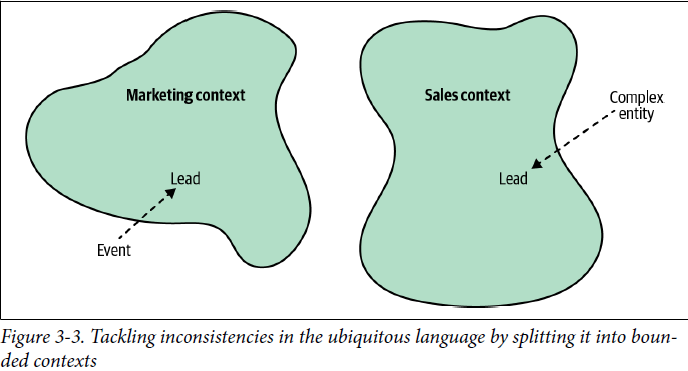 Marketing context
Sales context
Complex
entity
Lead
Lead
Event
Figure 3-3. Tackling inconsistencies in the ubiquitous language by splitting it into boun-
ded contexts